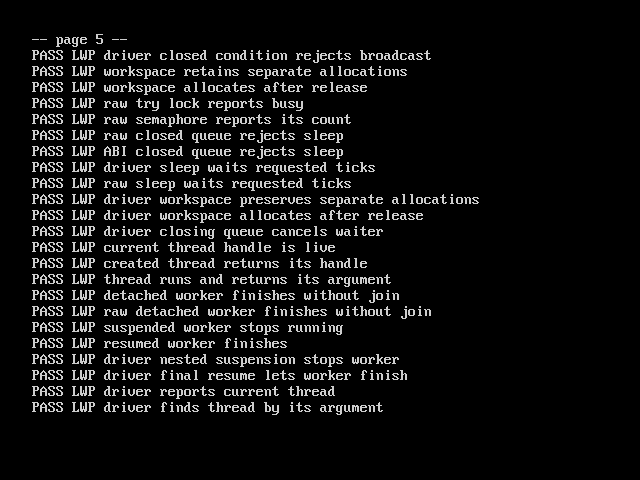 -- page 5 --
PASS LWP driver closed condition rejects broadcast
PASS LWP workspace retains separate allocations
PASS LWP workspace allocates after release
PASS LWP raw try lock reports busy
PASS LWP raw semaphore reports its count
PASS LWP raw closed queue rejects sleep
PASS LWP ABI closed queue rejects sleep
PASS LWP driver sleep waits requested ticks
PASS LWP raw sleep waits requested ticks
PASS LWP driver workspace preserves separate allocations
PASS LWP driver workspace allocates after release
PASS LWP driver closing queue cancels waiter
PASS LWP current thread handle is live
PASS LWP created thread returns its handle
PASS LWP thread runs and returns its argument
PASS LWP detached worker finishes without join
PASS LWP raw detached worker finishes without join
PASS LWP suspended worker stops running
PASS LWP resumed worker finishes
PASS LWP driver nested suspension stops worker
PASS LWP driver final resume lets worker finish
PASS LWP driver reports current thread
PASS LWP driver finds thread by its argument